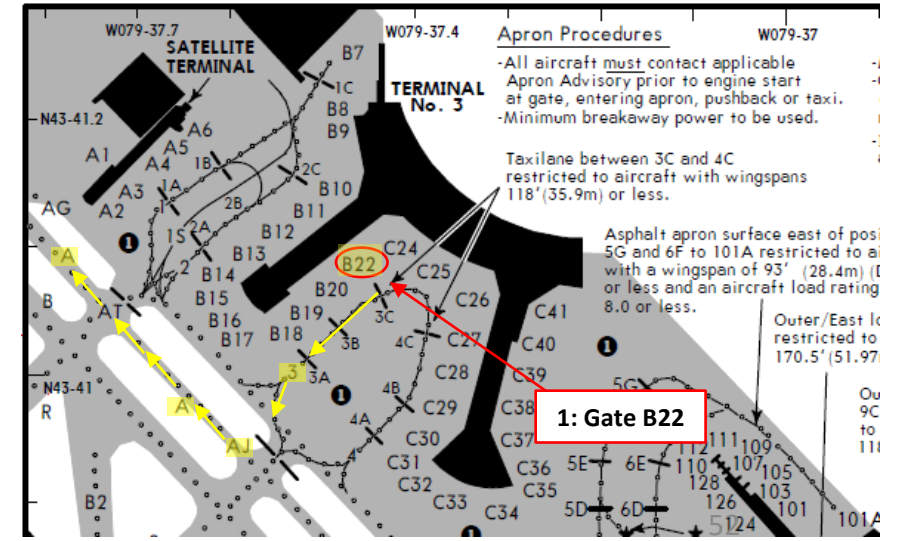 W079-37.7
W079-37.4
W079-37
SATELLITE
TERMINAL
Apron Procedures
-All aircraft must contact applicable
Apron Advisory prior to engine start
at gate, entering apron, pushback or taxi.
-Minimum breakaway power to be used.
B7
1C
TERMINAL
No. 3
B8
B9
N43-41.2
A6
A5
A4
A1
1B
2C
Taxilane between 3C and 4C
restricted to aircraft with wingspans
118'(35.9m) or less.
A3
1A
B10
A2
1
2B
B11
AG
1S
2A
B12
C24
Asphalt apron surface east of posi
5G and 6F to 101A restricted to ai
with a wingspan of 93' (28.4m) (D
or less and an aircraft load rating
8.0 or less.
A
1
B13
B22
C25
2
B14
B20
C26
B
B15
3C
C41
AT
B16
B19
B17
B18
3B
4C
C27
C40
1
Outer/East lo
restricted to
170.5'(51.97m
N43-41
3
3A
C28
C39
5G
R
A
1
4B
C29
C38
1: Gate B22
Ou
9C
to
118
AJ
4A
C30
C37
112
111
109
4
C31
C36
5E
6E
110
107
105
C32
C35
128
103
B2
C33
C34
5D
6D
126
101
1
52
124
101A